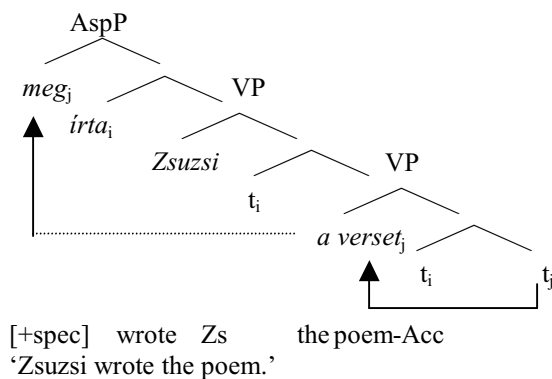 AspP
meg_j
VP
írta_i
Zsuzsi
VP
t_i
a verset_j
t_i
t_j
[+spec] wrote Zs the poem-Acc
‘Zsuzsi wrote the poem.’